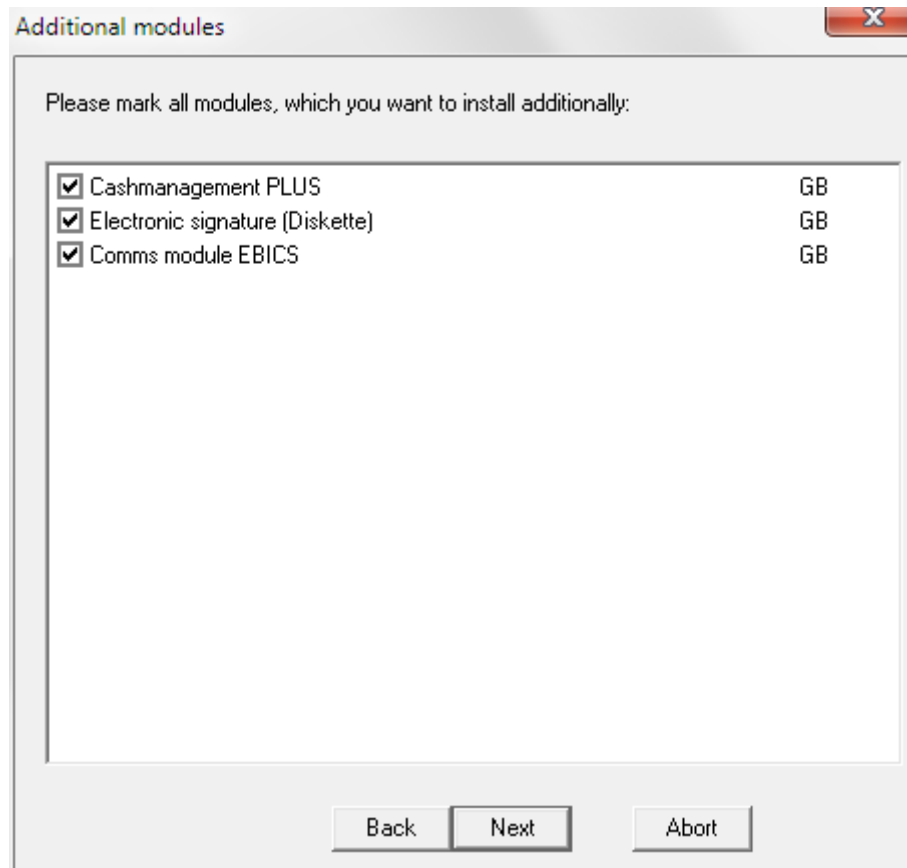 Additional modules
X
Please mark all modules, which you want to install additionally:
Cashmanagement PLUS GB
Electronic signature (Diskette) GB
Comms module EBICS GB
Back Next Abort